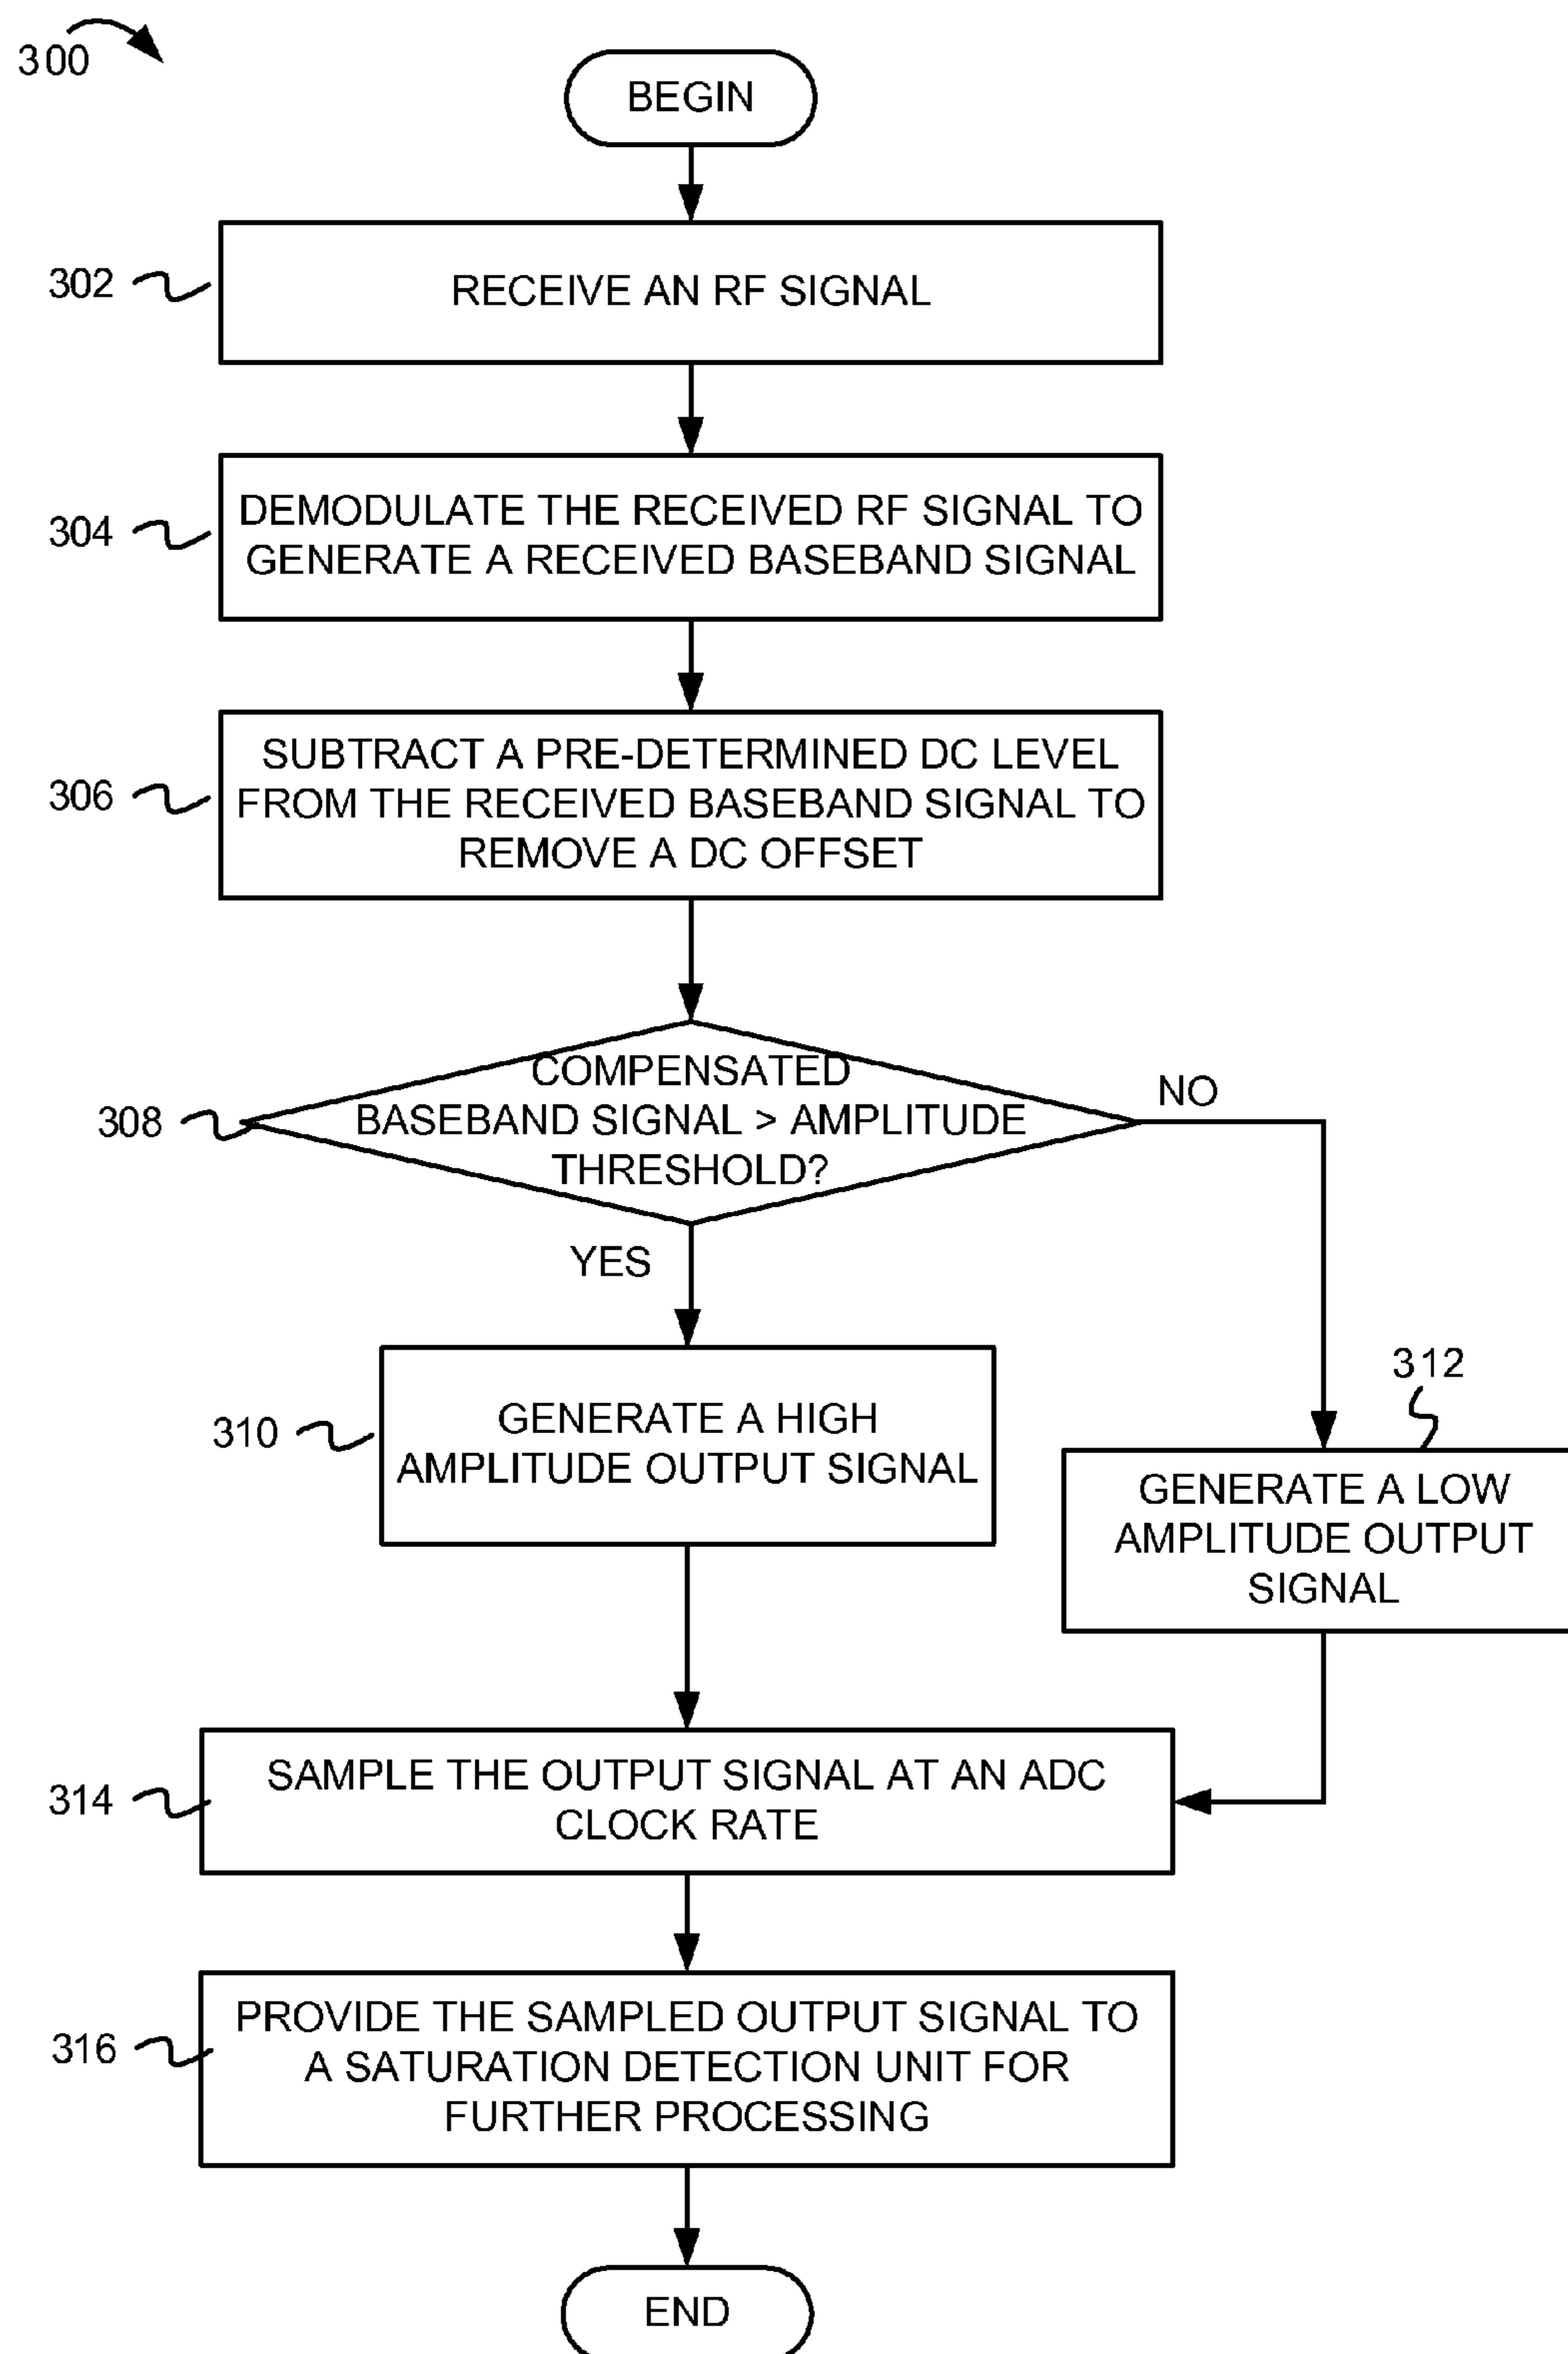 300
BEGIN
302
RECEIVE AN RF SIGNAL
304
DEMODULATE THE RECEIVED RF SIGNAL TO
GENERATE A RECEIVED BASEBAND SIGNAL
306
SUBTRACT A PRE-DETERMINED DC LEVEL
FROM THE RECEIVED BASEBAND SIGNAL TO
REMOVE A DC OFFSET
308
COMPENSATED
BASEBAND SIGNAL > AMPLITUDE
THRESHOLD?
NO
YES
310
GENERATE A HIGH
AMPLITUDE OUTPUT SIGNAL
312
GENERATE A LOW
AMPLITUDE OUTPUT
SIGNAL
314
SAMPLE THE OUTPUT SIGNAL AT AN ADC
CLOCK RATE
316
PROVIDE THE SAMPLED OUTPUT SIGNAL TO
A SATURATION DETECTION UNIT FOR
FURTHER PROCESSING
END